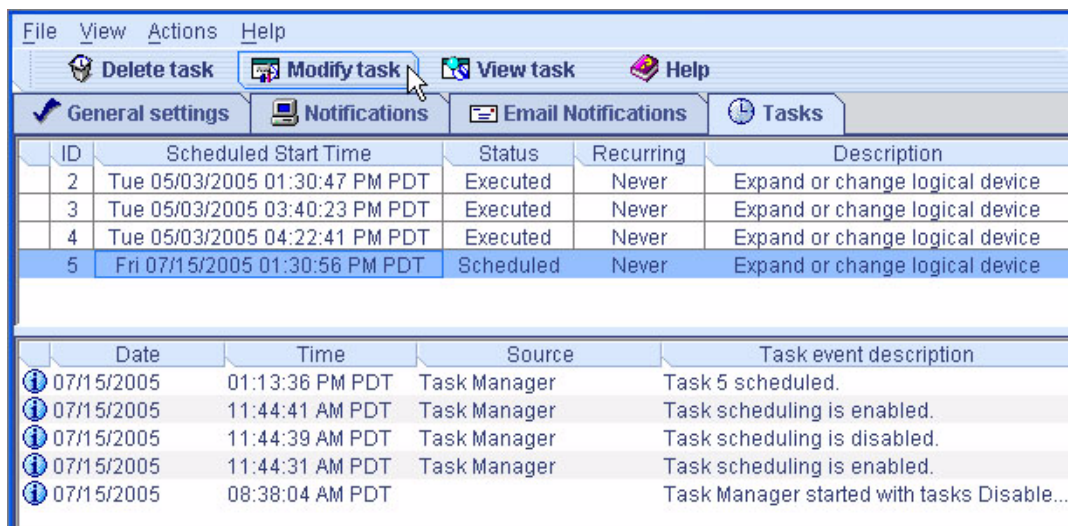 File View Actions Help
Delete task Modify task View task Help
General settings Notifications Email Notifications Tasks
ID Scheduled Start Time Status Recurring Description
2 Tue 05/03/2005 01:30:47 PM PDT Executed Never Expand or change logical device
3 Tue 05/03/2005 03:40:23 PM PDT Executed Never Expand or change logical device
4 Tue 05/03/2005 04:22:41 PM PDT Executed Never Expand or change logical device
5 Fri 07/15/2005 01:30:56 PM PDT Scheduled Never Expand or change logical device
Date Time Source Task event description
07/15/2005 01:13:36 PM PDT Task Manager Task 5 scheduled.
07/15/2005 11:44:41 AM PDT Task Manager Task scheduling is enabled.
07/15/2005 11:44:39 AM PDT Task Manager Task scheduling is disabled.
07/15/2005 11:44:31 AM PDT Task Manager Task scheduling is enabled.
07/15/2005 08:38:04 AM PDT Task Manager started with tasks Disable...